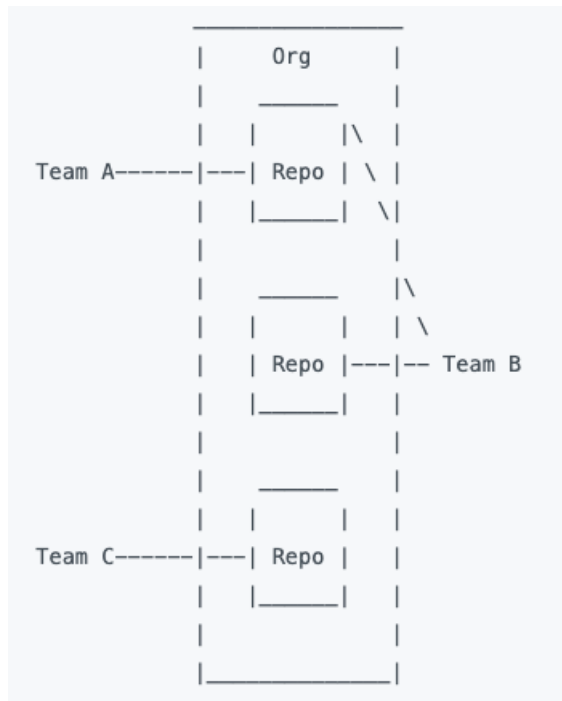 Org
Team A------|---| Repo | \ |
| Repo |---|-- Team B
Team C------|---| Repo |